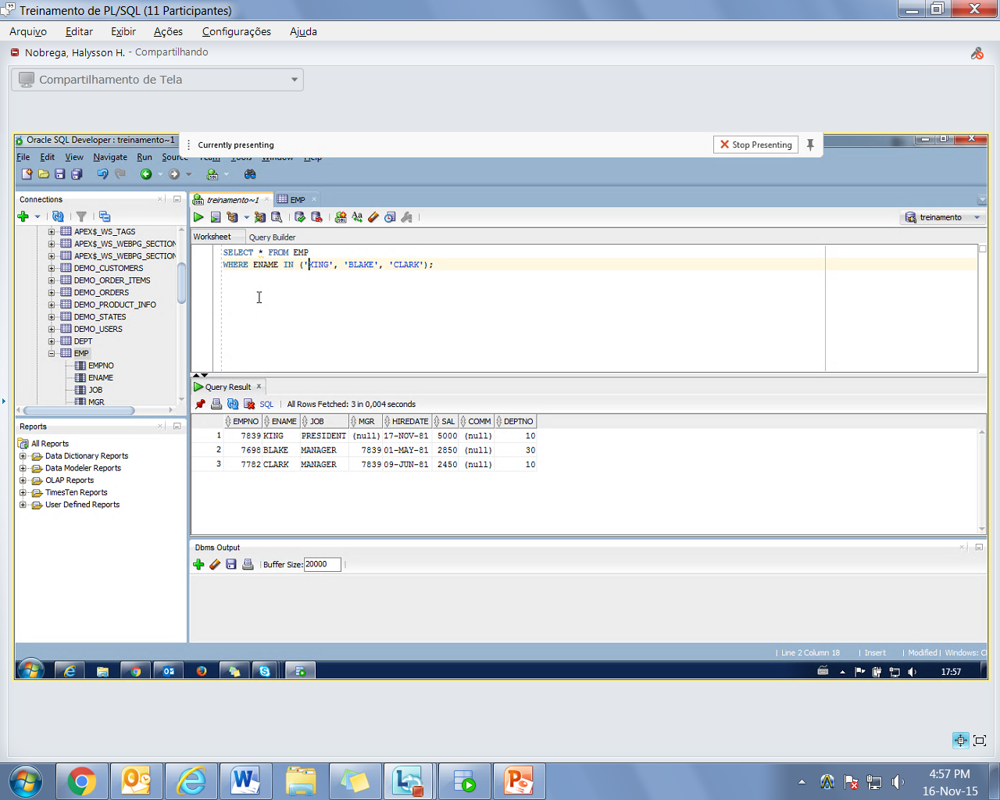 Treinamento de PL/SQL (11 Participantes)
Arquivo Editar Exibir Ações Configurações Ajuda
Nobrega, Halysson H. - Compartilhando
Compartilhamento de Tela
Oracle SQL Developer : treinamento~1
Currently presenting
Stop Presenting
File Edit View Navigate Run Source Team Tools Window Help
Connections
treinamento~1
EMP
treinamento
Worksheet Query Builder
APEX$_WS_TAGS
APEX$_WS_WEBPG_SECTION
APEX$_WS_WEBPG_SECTION
DEMO_CUSTOMERS
DEMO_ORDER_ITEMS
DEMO_ORDERS
DEMO_PRODUCT_INFO
DEMO_STATES
DEMO_USERS
DEPT
EMP
EMPNO
ENAME
JOB
MGR
SELECT * FROM EMP
WHERE ENAME IN ('KING', 'BLAKE', 'CLARK');
Query Result
SQL | All Rows Fetched: 3 in 0,004 seconds
EMPNO ENAME JOB MGR HIREDATE SAL COMM DEPTNO
1 7839 KING PRESIDENT (null) 17-NOV-81 5000 (null) 10
2 7698 BLAKE MANAGER 7839 01-MAY-81 2850 (null) 30
3 7782 CLARK MANAGER 7839 09-JUN-81 2450 (null) 10
Reports
All Reports
Data Dictionary Reports
Data Modeler Reports
OLAP Reports
TimesTen Reports
User Defined Reports
Dbms Output
Buffer Size: 20000
| Line 2 Column 18 | Insert | Modified | Windows: C
17:57
4:57 PM
16-Nov-15